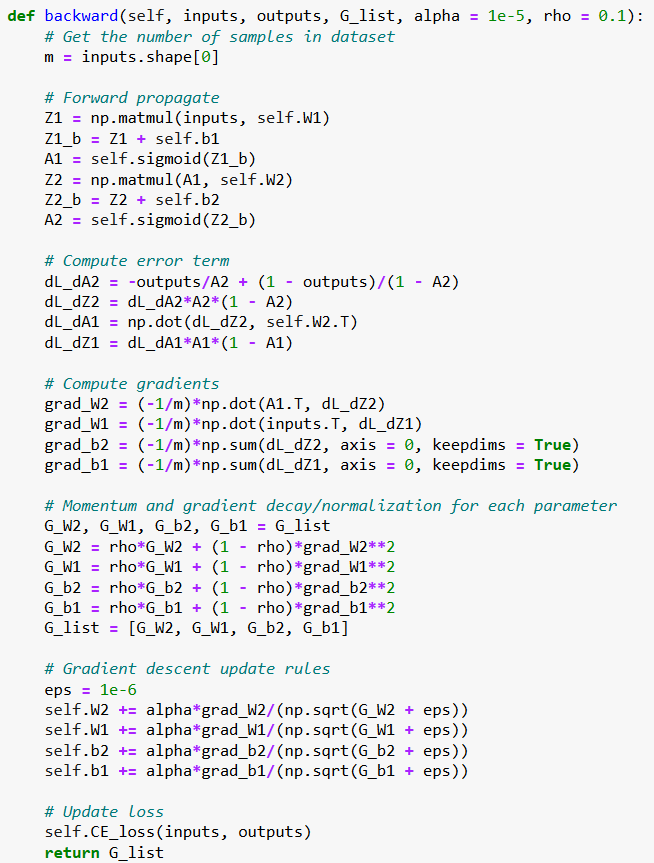 def backward(self, inputs, outputs, G_list, alpha = 1e-5, rho = 0.1):
    # Get the number of samples in dataset
    m = inputs.shape[0]

    # Forward propagate
    Z1 = np.matmul(inputs, self.W1)
    Z1_b = Z1 + self.b1
    A1 = self.sigmoid(Z1_b)
    Z2 = np.matmul(A1, self.W2)
    Z2_b = Z2 + self.b2
    A2 = self.sigmoid(Z2_b)

    # Compute error term
    dL_dA2 = -outputs/A2 + (1 - outputs)/(1 - A2)
    dL_dZ2 = dL_dA2*A2*(1 - A2)
    dL_dA1 = np.dot(dL_dZ2, self.W2.T)
    dL_dZ1 = dL_dA1*A1*(1 - A1)

    # Compute gradients
    grad_W2 = (-1/m)*np.dot(A1.T, dL_dZ2)
    grad_W1 = (-1/m)*np.dot(inputs.T, dL_dZ1)
    grad_b2 = (-1/m)*np.sum(dL_dZ2, axis = 0, keepdims = True)
    grad_b1 = (-1/m)*np.sum(dL_dZ1, axis = 0, keepdims = True)

    # Momentum and gradient decay/normalization for each parameter
    G_W2, G_W1, G_b2, G_b1 = G_list
    G_W2 = rho*G_W2 + (1 - rho)*grad_W2**2
    G_W1 = rho*G_W1 + (1 - rho)*grad_W1**2
    G_b2 = rho*G_b2 + (1 - rho)*grad_b2**2
    G_b1 = rho*G_b1 + (1 - rho)*grad_b1**2
    G_list = [G_W2, G_W1, G_b2, G_b1]

    # Gradient descent update rules
    eps = 1e-6
    self.W2 += alpha*grad_W2/(np.sqrt(G_W2 + eps))
    self.W1 += alpha*grad_W1/(np.sqrt(G_W1 + eps))
    self.b2 += alpha*grad_b2/(np.sqrt(G_b2 + eps))
    self.b1 += alpha*grad_b1/(np.sqrt(G_b1 + eps))

    # Update loss
    self.CE_loss(inputs, outputs)
    return G_list